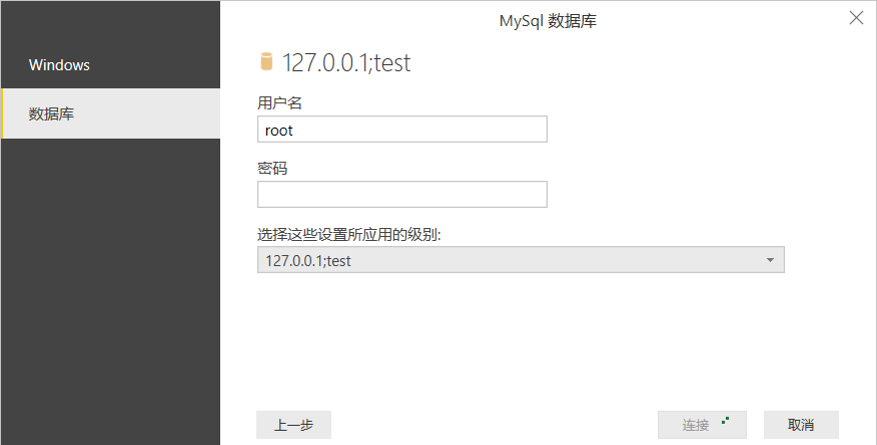 MySql 数据库
Windows
数据库
127.0.0.1;test
用户名
root
密码
选择这些设置所应用的级别:
127.0.0.1;test
上一步
连接
取消